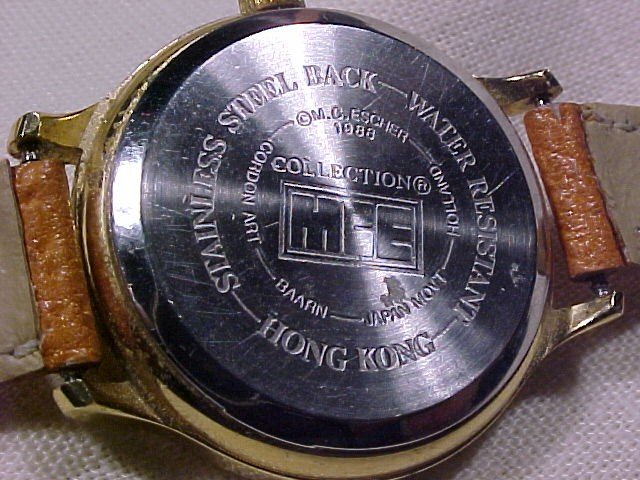 STAINLESS STEEL BACK — WATER RESISTANT — HONG KONG —
©M.C. ESCHER
1988
CORDON ART — BAARN — JAPAN MOVT — HOLLAND
COLLECTION®
MCE